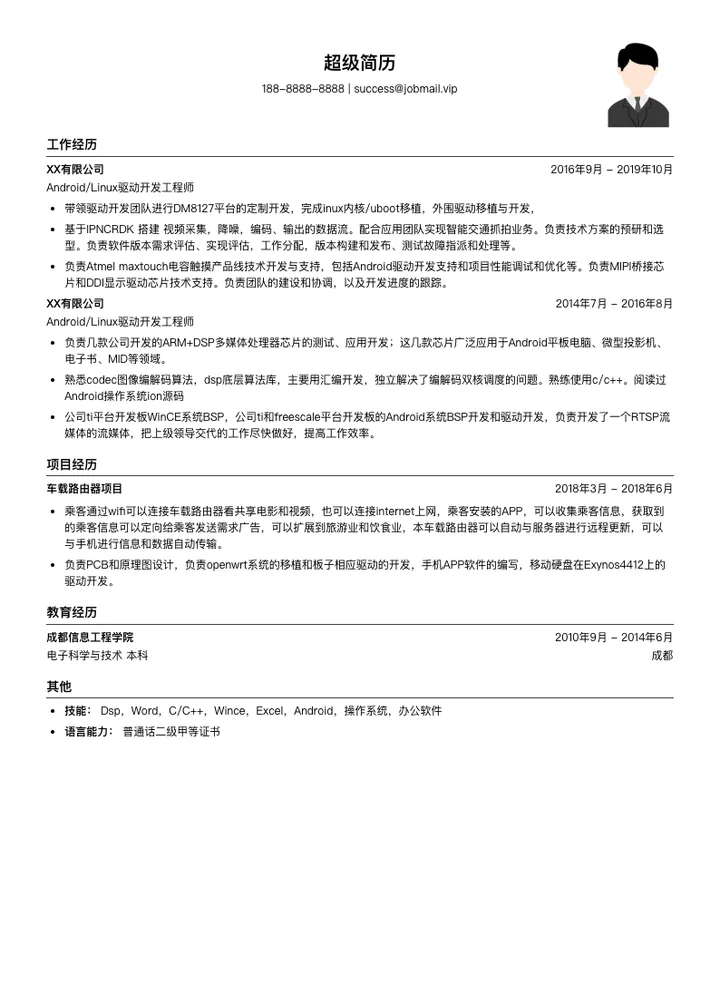 超级简历
188-8888-8888 | success@jobmail.vip
工作经历
XX有限公司 2016年9月 – 2019年10月
Android/Linux驱动开发工程师
• 带领驱动开发团队进行DM8127平台的定制开发，完成inux内核/uboot移植，外围驱动移植与开发,
• 基于IPNCRDK 搭建 视频采集，降噪，编码、输出的数据流。配合应用团队实现智能交通抓拍业务。负责技术方案的预研和选
型。负责软件版本需求评估、实现评估，工作分配，版本构建和发布、测试故障指派和处理等。
• 负责Atmel maxtouch电容触摸产品线技术开发与支持，包括Android驱动开发支持和项目性能调试和优化等。负责MIPI桥接芯
片和DDI显示驱动芯片技术支持。负责团队的建设和协调，以及开发进度的跟踪。
XX有限公司 2014年7月 – 2016年8月
Android/Linux驱动开发工程师
• 负责几款公司开发的ARM+DSP多媒体处理器芯片的测试、应用开发；这几款芯片广泛应用于Android平板电脑、微型投影机、
电子书、MID等领域。
• 熟悉codec图像编解码算法，dsp底层算法库，主要用汇编开发，独立解决了编解码双核调度的问题。熟练使用c/c++。阅读过
Android操作系统ion源码
• 公司ti平台开发板WinCE系统BSP，公司ti和freescale平台开发板的Android系统BSP开发和驱动开发，负责开发了一个RTSP流
媒体的流媒体，把上级领导交代的工作尽快做好，提高工作效率。
项目经历
车载路由器项目 2018年3月 – 2018年6月
• 乘客通过wifi可以连接车载路由器看共享电影和视频，也可以连接internet上网，乘客安装的APP，可以收集乘客信息，获取到
的乘客信息可以定向给乘客发送需求广告，可以扩展到旅游业和饮食业，本车载路由器可以自动与服务器进行远程更新，可以
与手机进行信息和数据自动传输。
• 负责PCB和原理图设计，负责openwrt系统的移植和板子相应驱动的开发，手机APP软件的编写，移动硬盘在Exynos4412上的
驱动开发。
教育经历
成都信息工程学院 2010年9月 – 2014年6月
电子科学与技术 本科 成都
其他
• 技能： Dsp，Word，C/C++，Wince，Excel，Android，操作系统，办公软件
• 语言能力： 普通话二级甲等证书